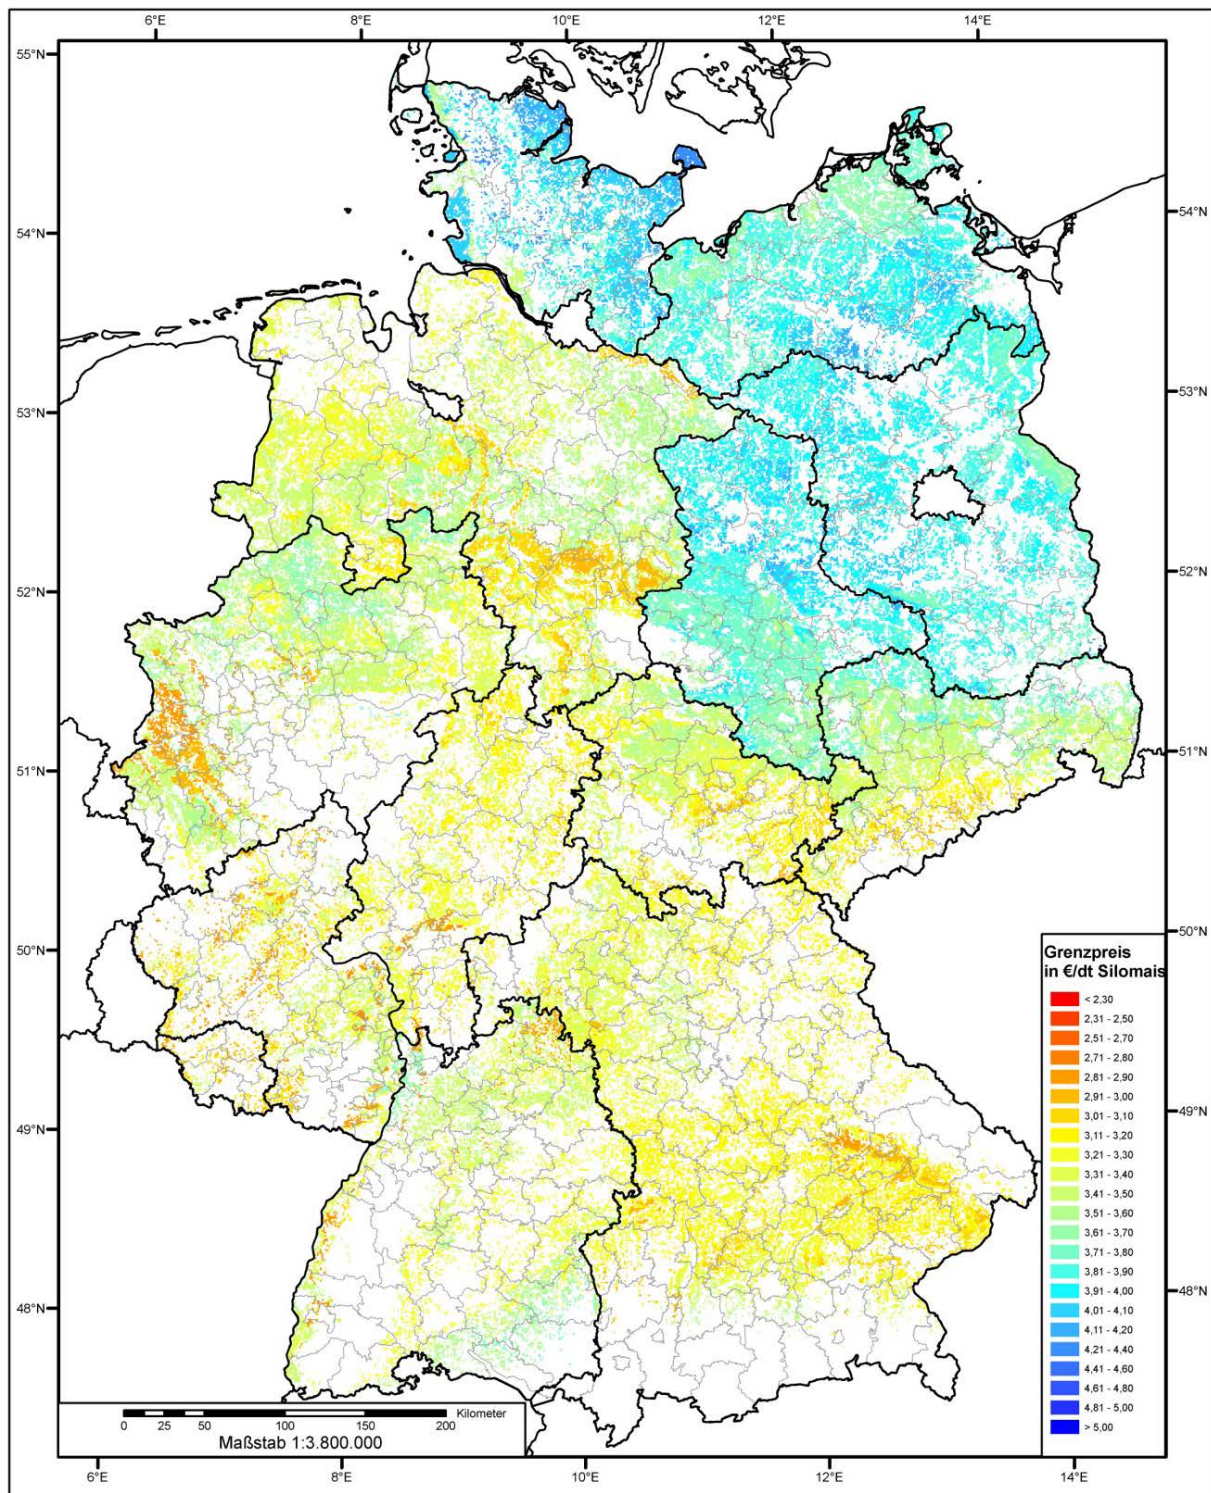 6°E 8°E 10°E 12°E 14°E
55°N
54°N 54°N
53°N 53°N
52°N 52°N
51°N 51°N
50°N 50°N
49°N 49°N
48°N 48°N
Grenzpreis
in €/dt Silomais
< 2,30
2,31 - 2,50
2,51 - 2,70
2,71 - 2,80
2,81 - 2,90
2,91 - 3,00
3,01 - 3,10
3,11 - 3,20
3,21 - 3,30
3,31 - 3,40
3,41 - 3,50
3,51 - 3,60
3,61 - 3,70
3,71 - 3,80
3,81 - 3,90
3,91 - 4,00
4,01 - 4,10
4,11 - 4,20
4,21 - 4,40
4,41 - 4,60
4,61 - 4,80
4,81 - 5,00
> 5,00
Kilometer
0 25 50 100 150 200
Maßstab 1:3.800.000
6°E 8°E 10°E 12°E 14°E